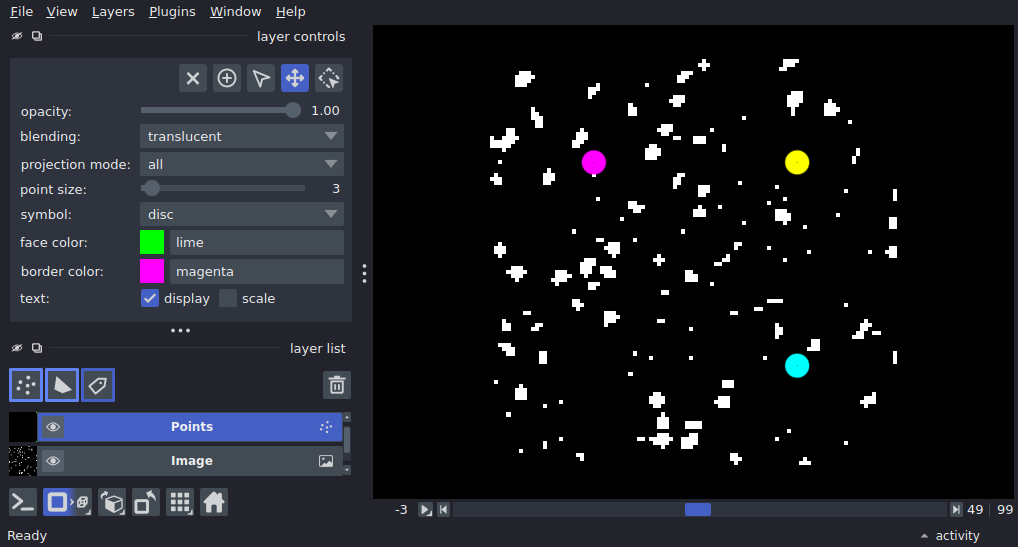 File View Layers Plugins Window Help
layer controls
opacity: 1.00
blending: translucent
projection mode: all
point size: 3
symbol: disc
face color: lime
border color: magenta
text: display scale
layer list
Points
Image
-3 49 99
Ready activity